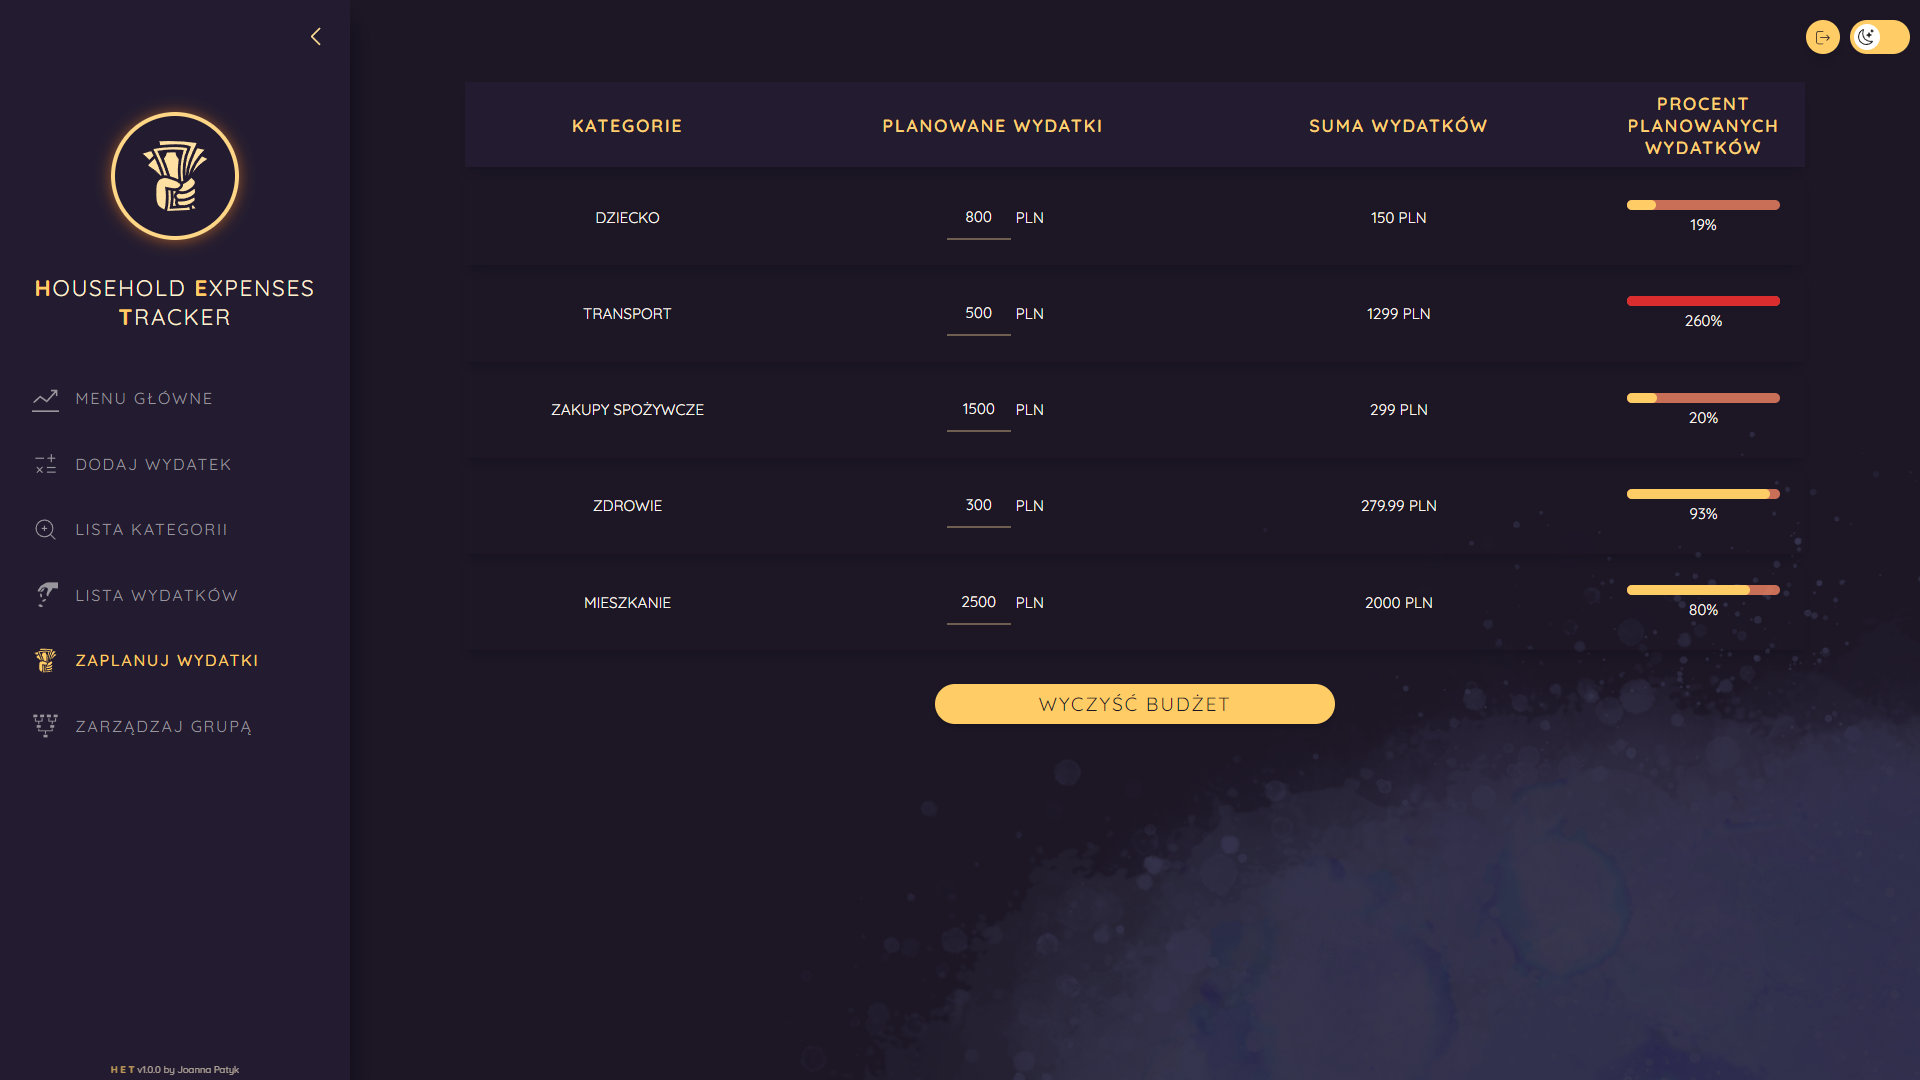 HOUSEHOLD EXPENSES
TRACKER
MENU GŁÓWNE
DODAJ WYDATEK
LISTA KATEGORII
LISTA WYDATKÓW
ZAPLANUJ WYDATKI
ZARZĄDZAJ GRUPĄ
H E T v1.0.0 by Joanna Patyk
KATEGORIE PLANOWANE WYDATKI SUMA WYDATKÓW PROCENT
PLANOWANYCH
WYDATKÓW
DZIECKO 800 PLN 150 PLN 19%
TRANSPORT 500 PLN 1299 PLN 260%
ZAKUPY SPOŻYWCZE 1500 PLN 299 PLN 20%
ZDROWIE 300 PLN 279.99 PLN 93%
MIESZKANIE 2500 PLN 2000 PLN 80%
WYCZYŚĆ BUDŻET